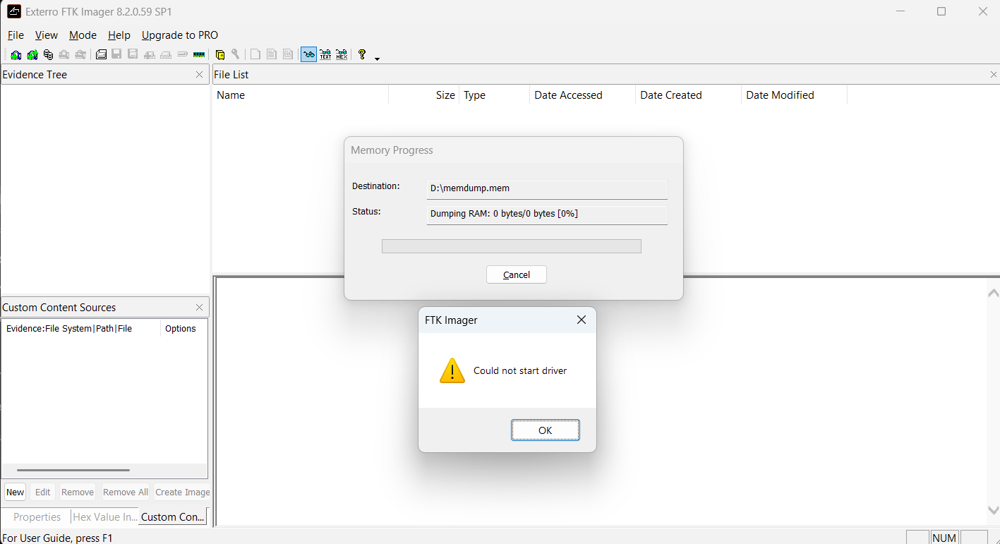 Exterro FTK Imager 8.2.0.59 SP1
File View Mode Help Upgrade to PRO
TEXT HEX
Evidence Tree
File List
Name Size Type Date Accessed Date Created Date Modified
Memory Progress
Destination: D:\memdump.mem
Status: Dumping RAM: 0 bytes/0 bytes [0%]
Cancel
Custom Content Sources
Evidence:File System|Path|File Options
FTK Imager
Could not start driver
OK
New Edit Remove Remove All Create Image
Properties Hex Value In... Custom Con...
For User Guide, press F1
NUM